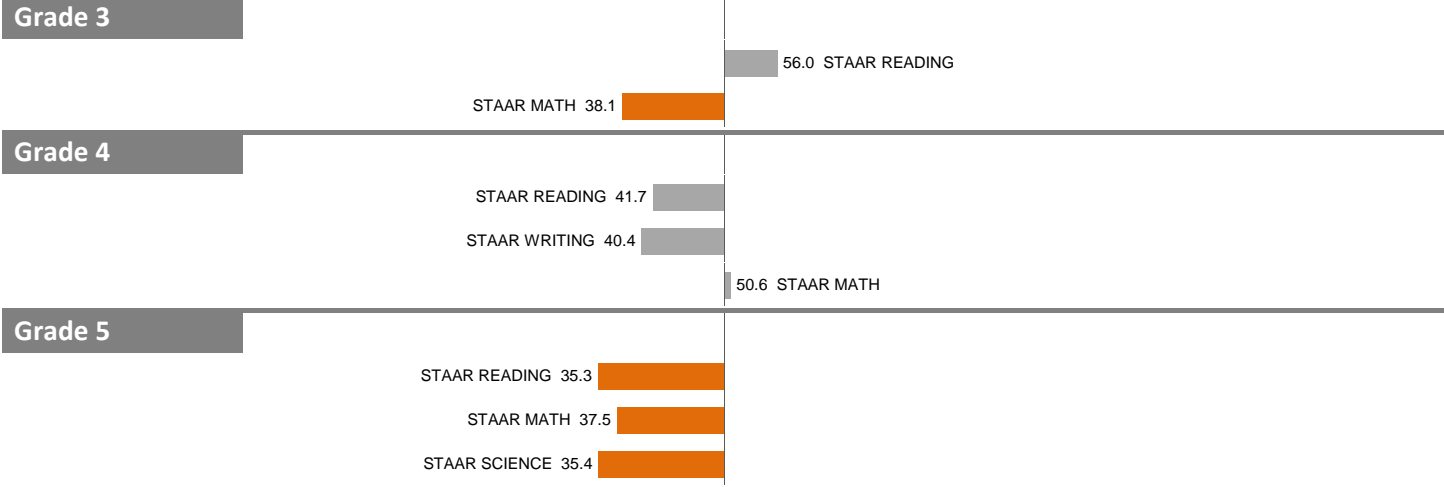 Grade 3
56.0 STAAR READING
STAAR MATH 38.1
Grade 4
STAAR READING 41.7
STAAR WRITING 40.4
50.6 STAAR MATH
Grade 5
STAAR READING 35.3
STAAR MATH 37.5
STAAR SCIENCE 35.4